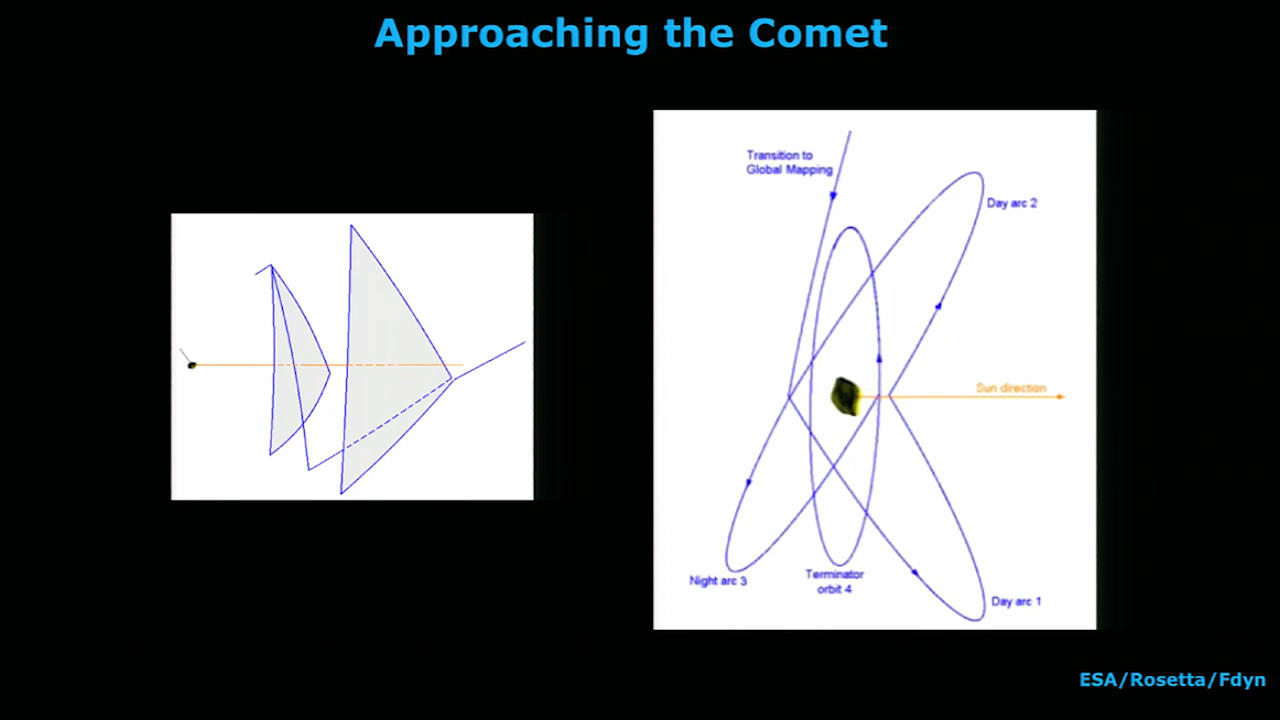 Approaching the Comet
Transition to
Global Mapping
Day arc 2
Sun direction
Night arc 3
Terminator
orbit 4
Day arc 1
ESA/Rosetta/Fdyn